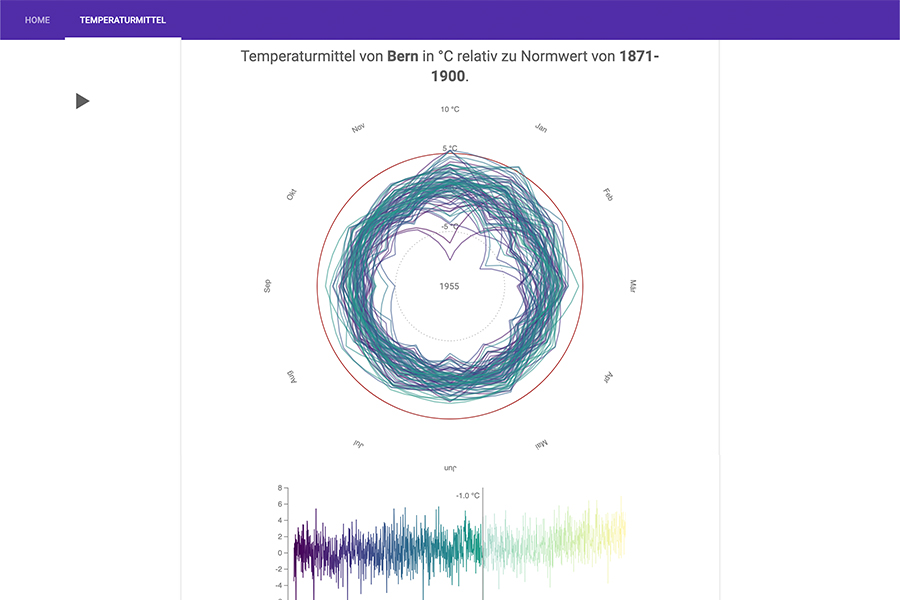 HOME
TEMPERATURMITTEL
Temperaturmittel von Bern in °C relativ zu Normwert von 1871-
1900.
10 °C
Nov
Jan
5 °C
Okt
Feb
-5 °C
Sep
1955
Mär
Aug
Apr
Jul
Mai
Jun
8
-1.0 °C
6
4
2
0
-2
-4